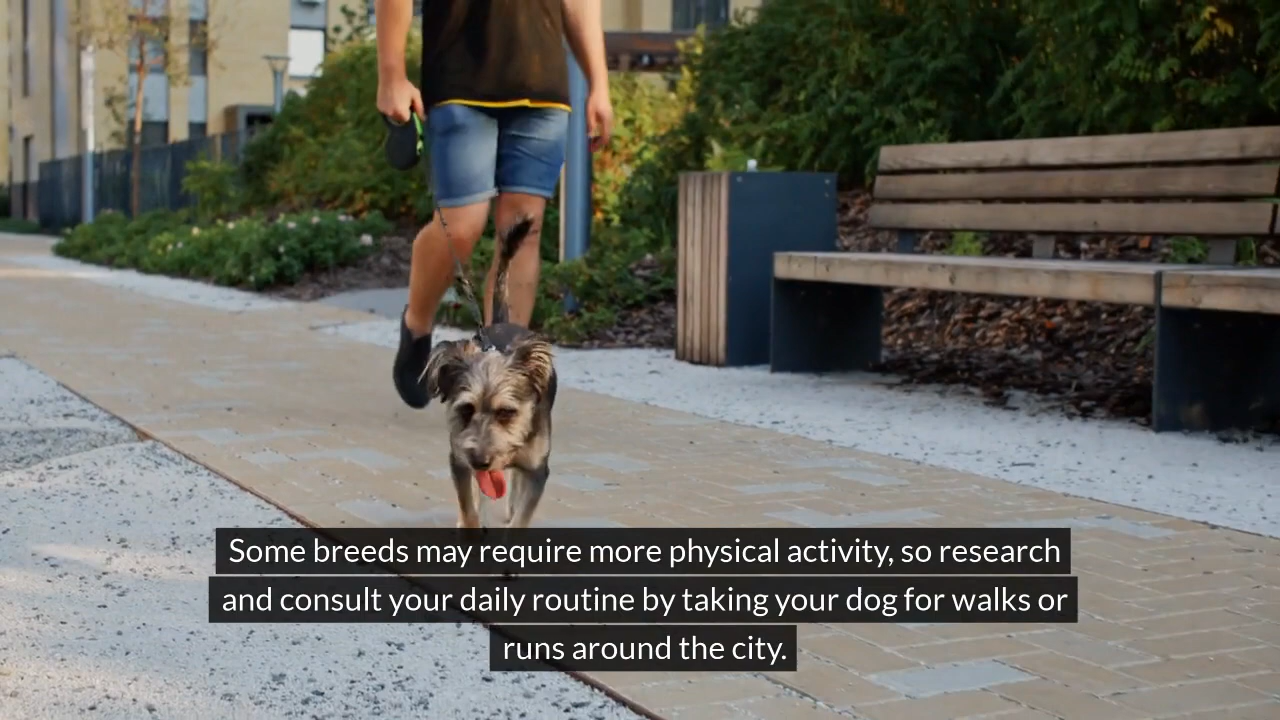 Some breeds may require more physical activity, so research
and consult your daily routine by taking your dog for walks or
runs around the city.